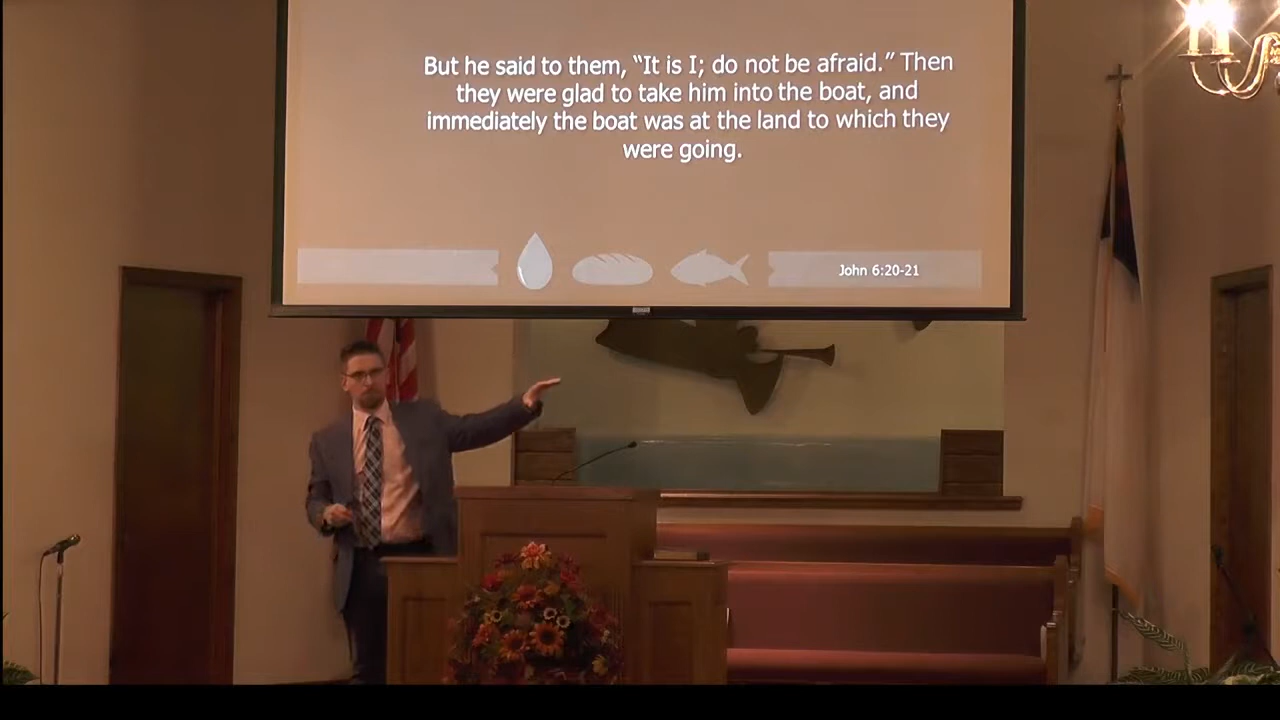 But he said to them, “It is I; do not be afraid.” Then
they were glad to take him into the boat, and
immediately the boat was at the land to which they
were going.
John 6:20-21